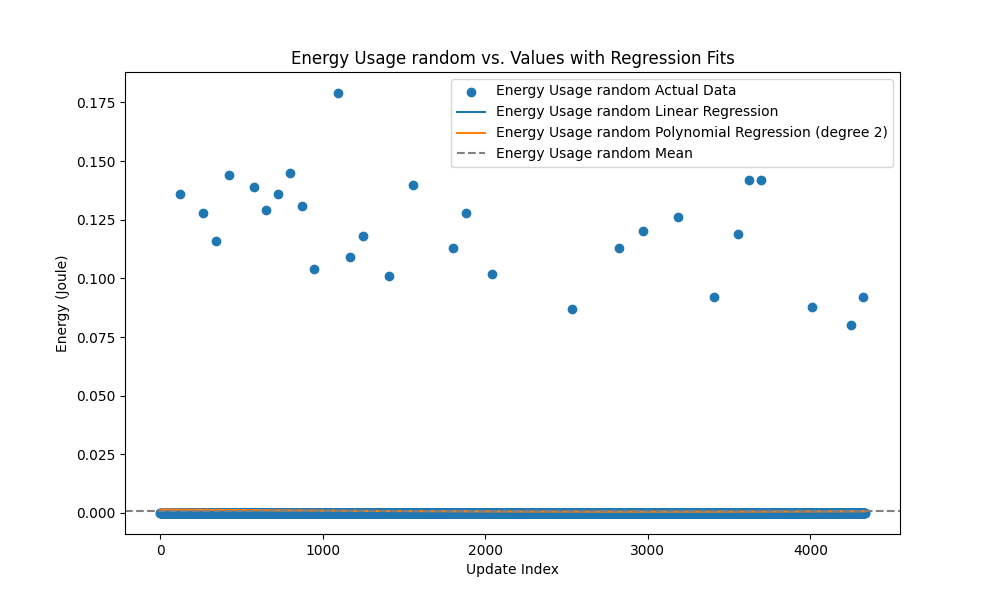 Energy Usage random vs. Values with Regression Fits
Energy Usage random Actual Data
Energy Usage random Linear Regression
Energy Usage random Polynomial Regression (degree 2)
Energy Usage random Mean
Energy (Joule)
0.175
0.150
0.125
0.100
0.075
0.050
0.025
0.000
0 1000 2000 3000 4000
Update Index